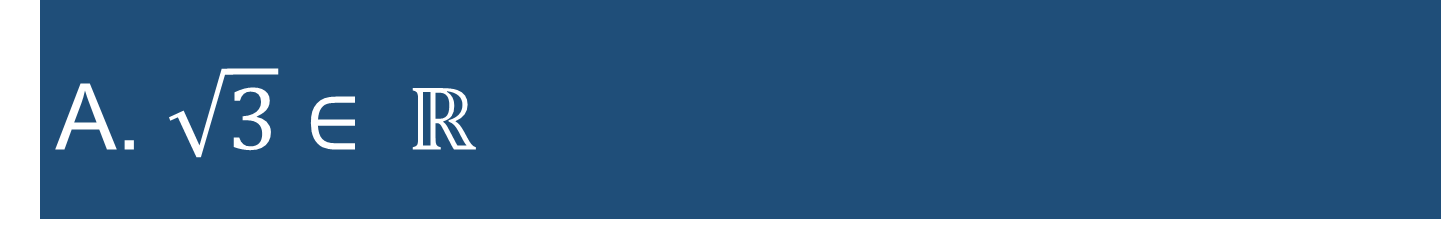 A. √3 ∈ ℝ